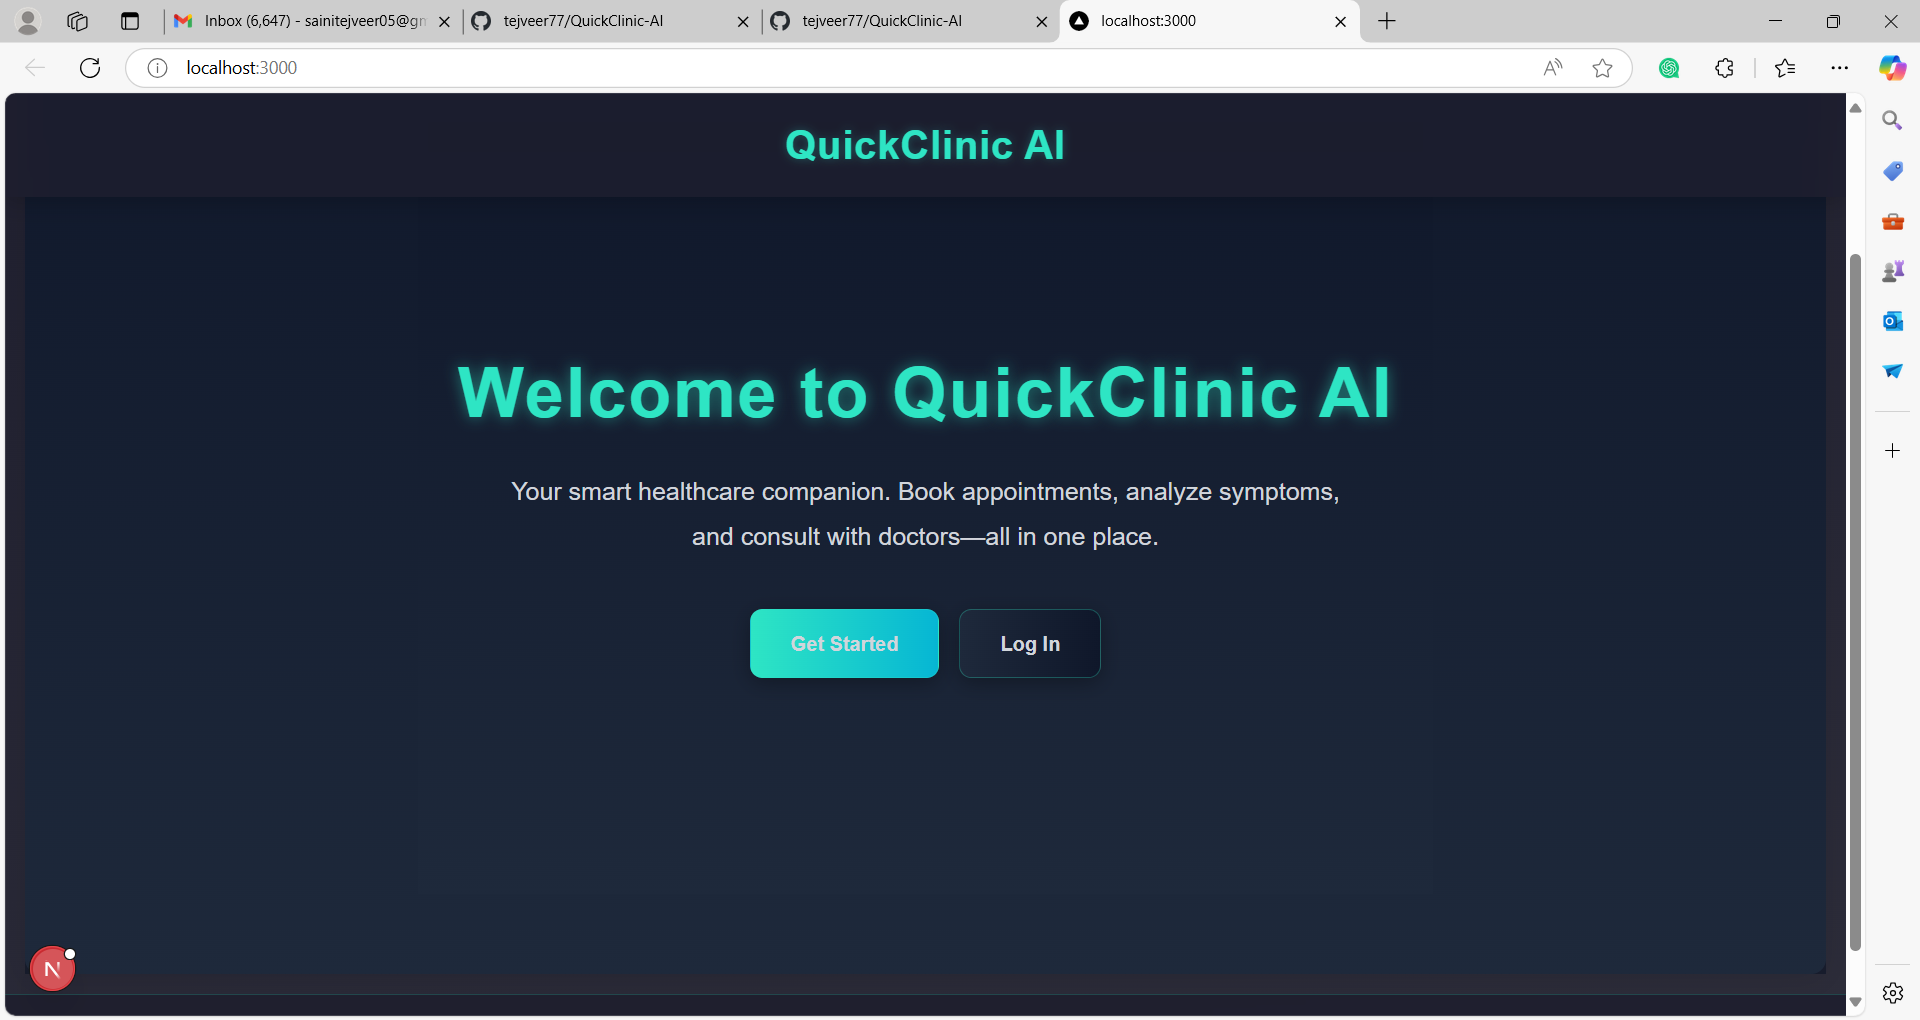 Inbox (6,647) - sainitejveer05@gm
tejveer77/QuickClinic-AI
tejveer77/QuickClinic-AI
localhost:3000
localhost:3000
QuickClinic AI
Welcome to QuickClinic AI
Your smart healthcare companion. Book appointments, analyze symptoms,
and consult with doctors—all in one place.
Get Started
Log In
N